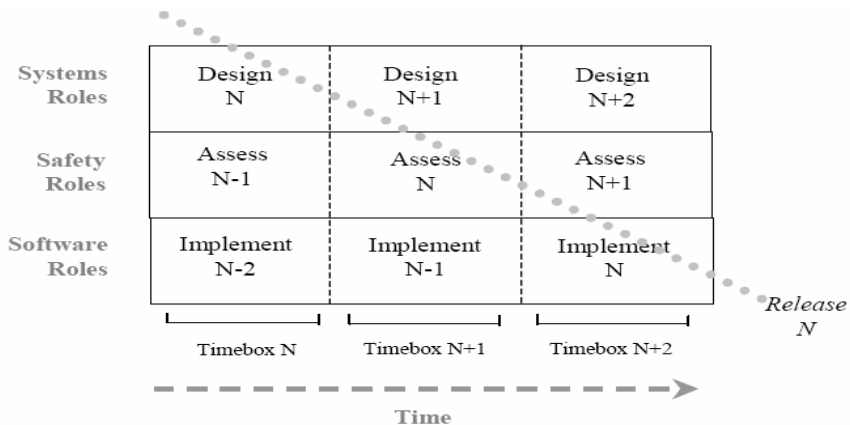 Systems
Roles
Design
N
Design
N+1
Design
N+2
Safety
Roles
Assess
N-1
Assess
N
Assess
N+1
Software
Roles
Implement
N-2
Implement
N-1
Implement
N
Release
N
Timebox N
Timebox N+1
Timebox N+2
Time